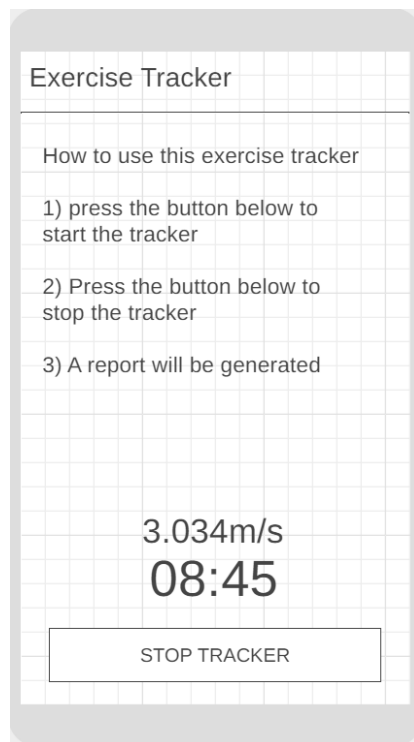 Exercise Tracker
How to use this exercise tracker
1) press the button below to
start the tracker
2) Press the button below to
stop the tracker
3) A report will be generated
3.034m/s
08:45
STOP TRACKER